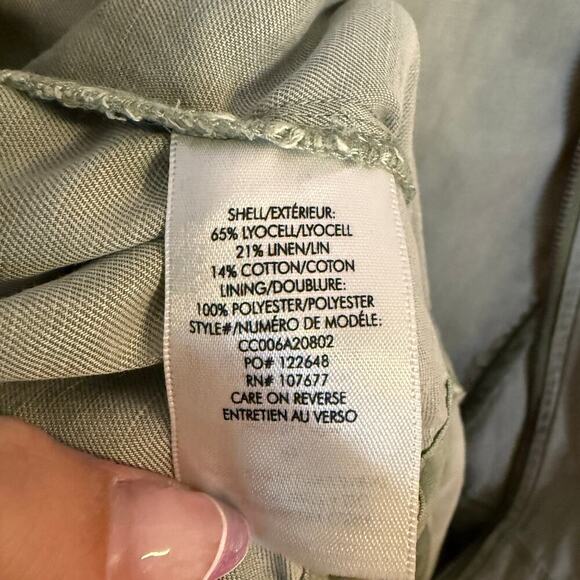 SHELL/EXTÉRIEUR:
65% LYOCELL/LYOCELL
21% LINEN/LIN
14% COTTON/COTON
LINING/DOUBLURE:
100% POLYESTER/POLYESTER
STYLE#/NUMÉRO DE MODÉLE:
CC006A20802
PO# 122648
RN# 107677
CARE ON REVERSE
ENTRETIEN AU VERSO